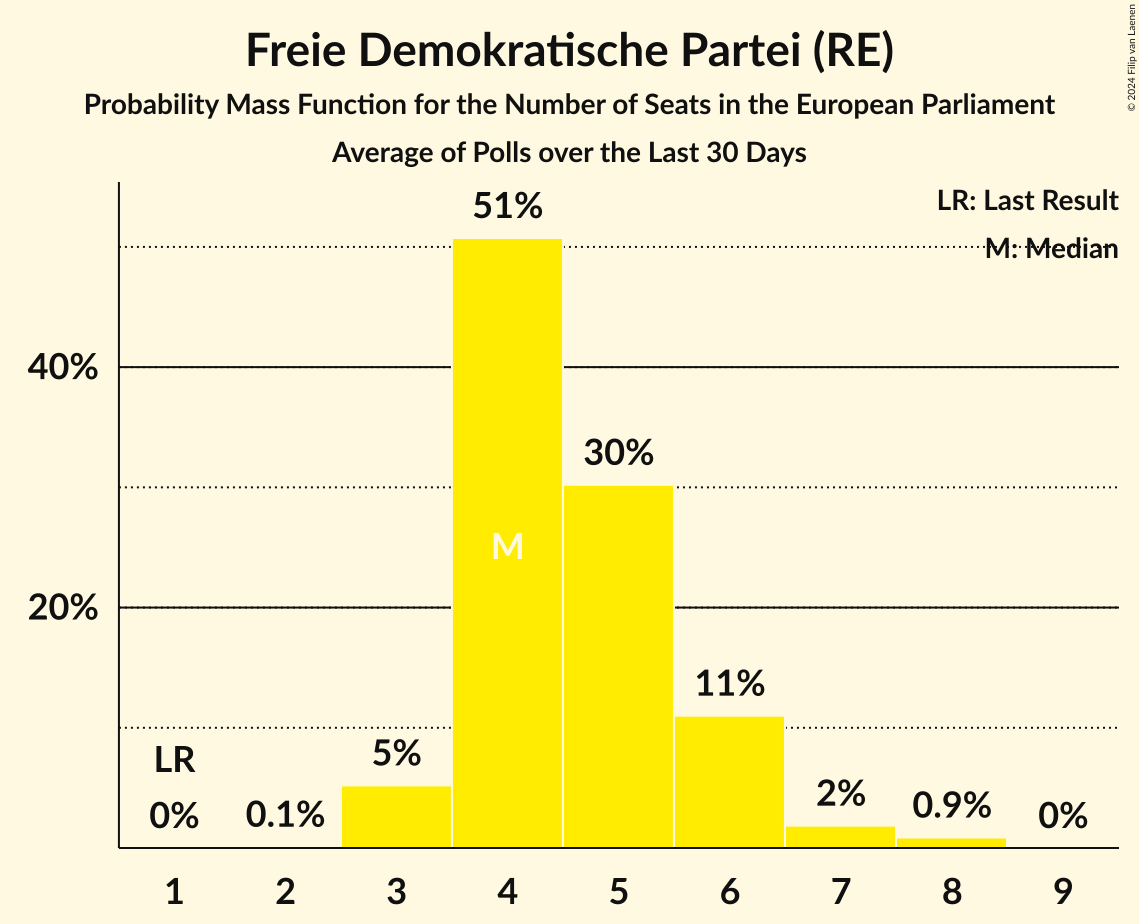 Freie Demokratische Partei (RE)
Probability Mass Function for the Number of Seats in the European Parliament
Average of Polls over the Last 30 Days
© 2024 Filip van Laenen
LR: Last Result
M: Median
51%
40%
30%
M
20%
11%
LR
5%
0%
0.1%
2%
0.9%
0%
1 2 3 4 5 6 7 8 9